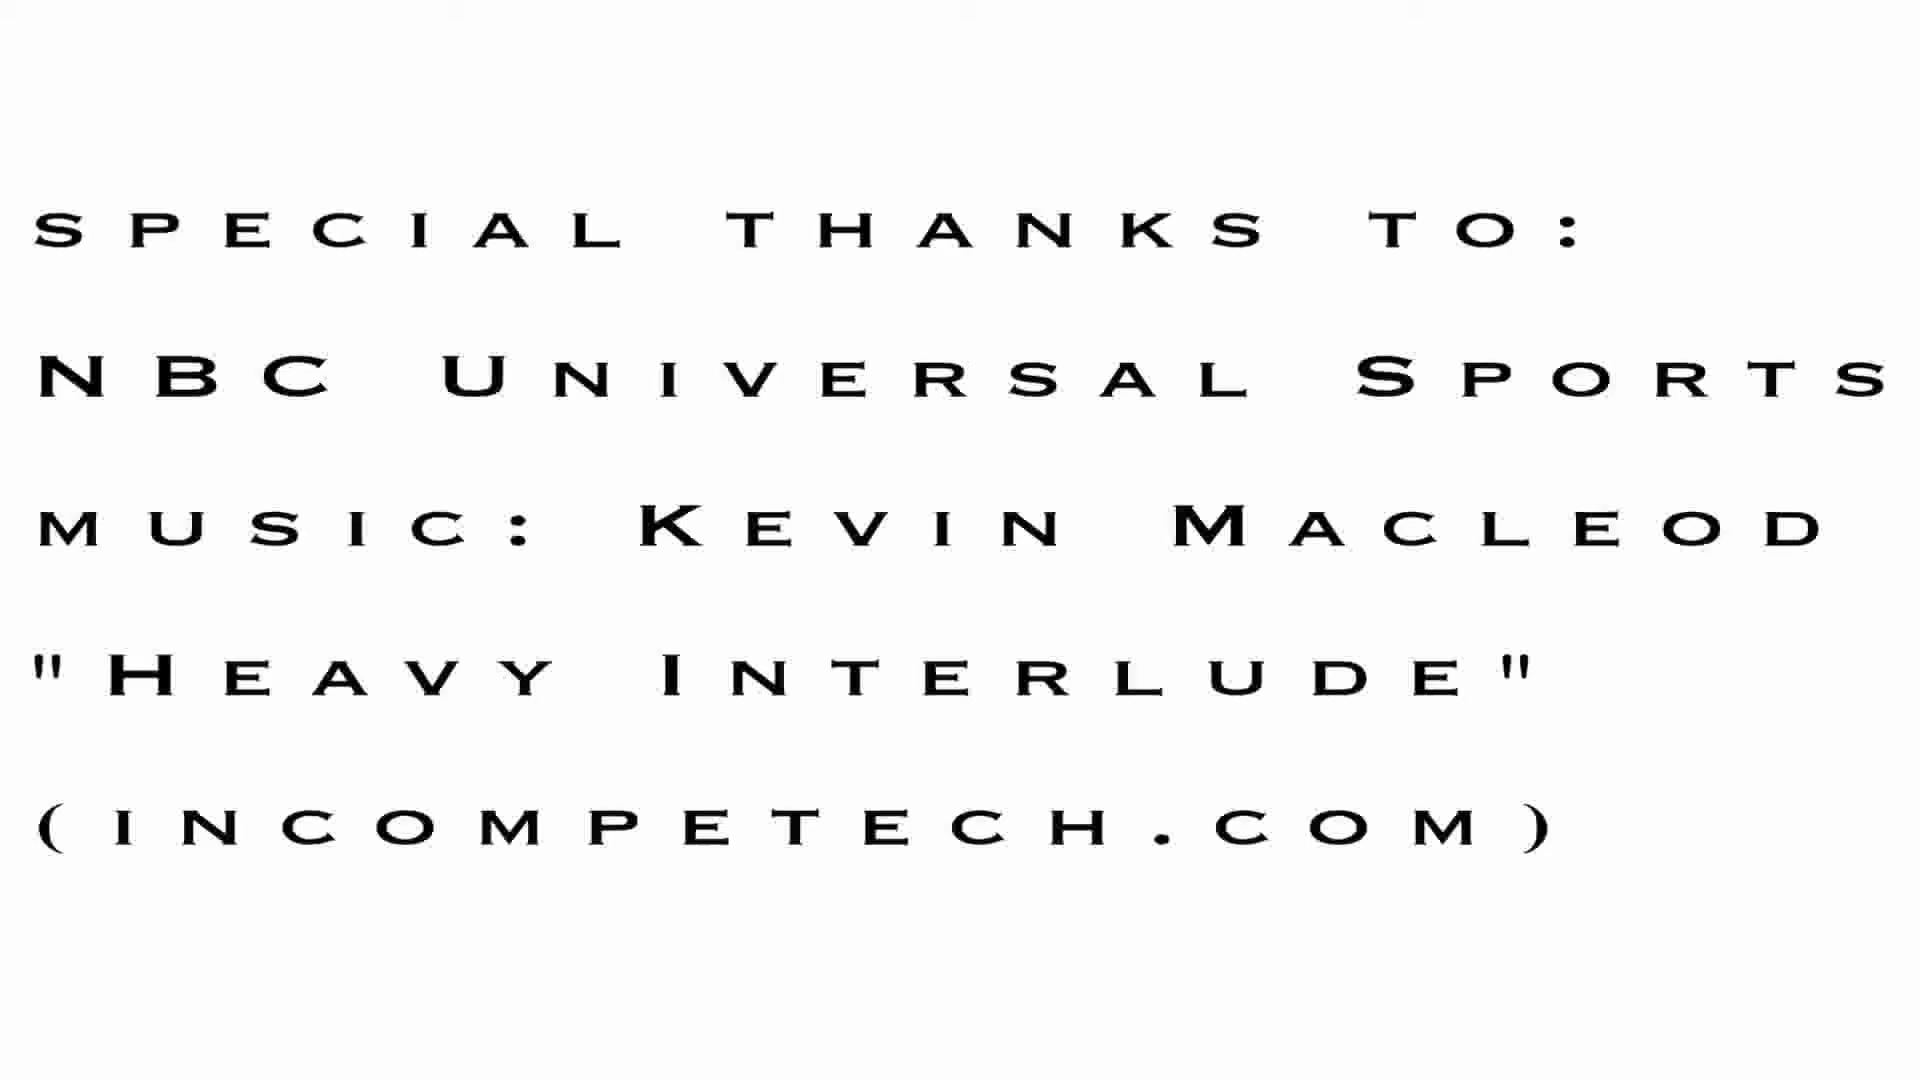 special thanks to:
NBC Universal Sports
music: Kevin Macleod
"Heavy Interlude"
(incompetech.com)